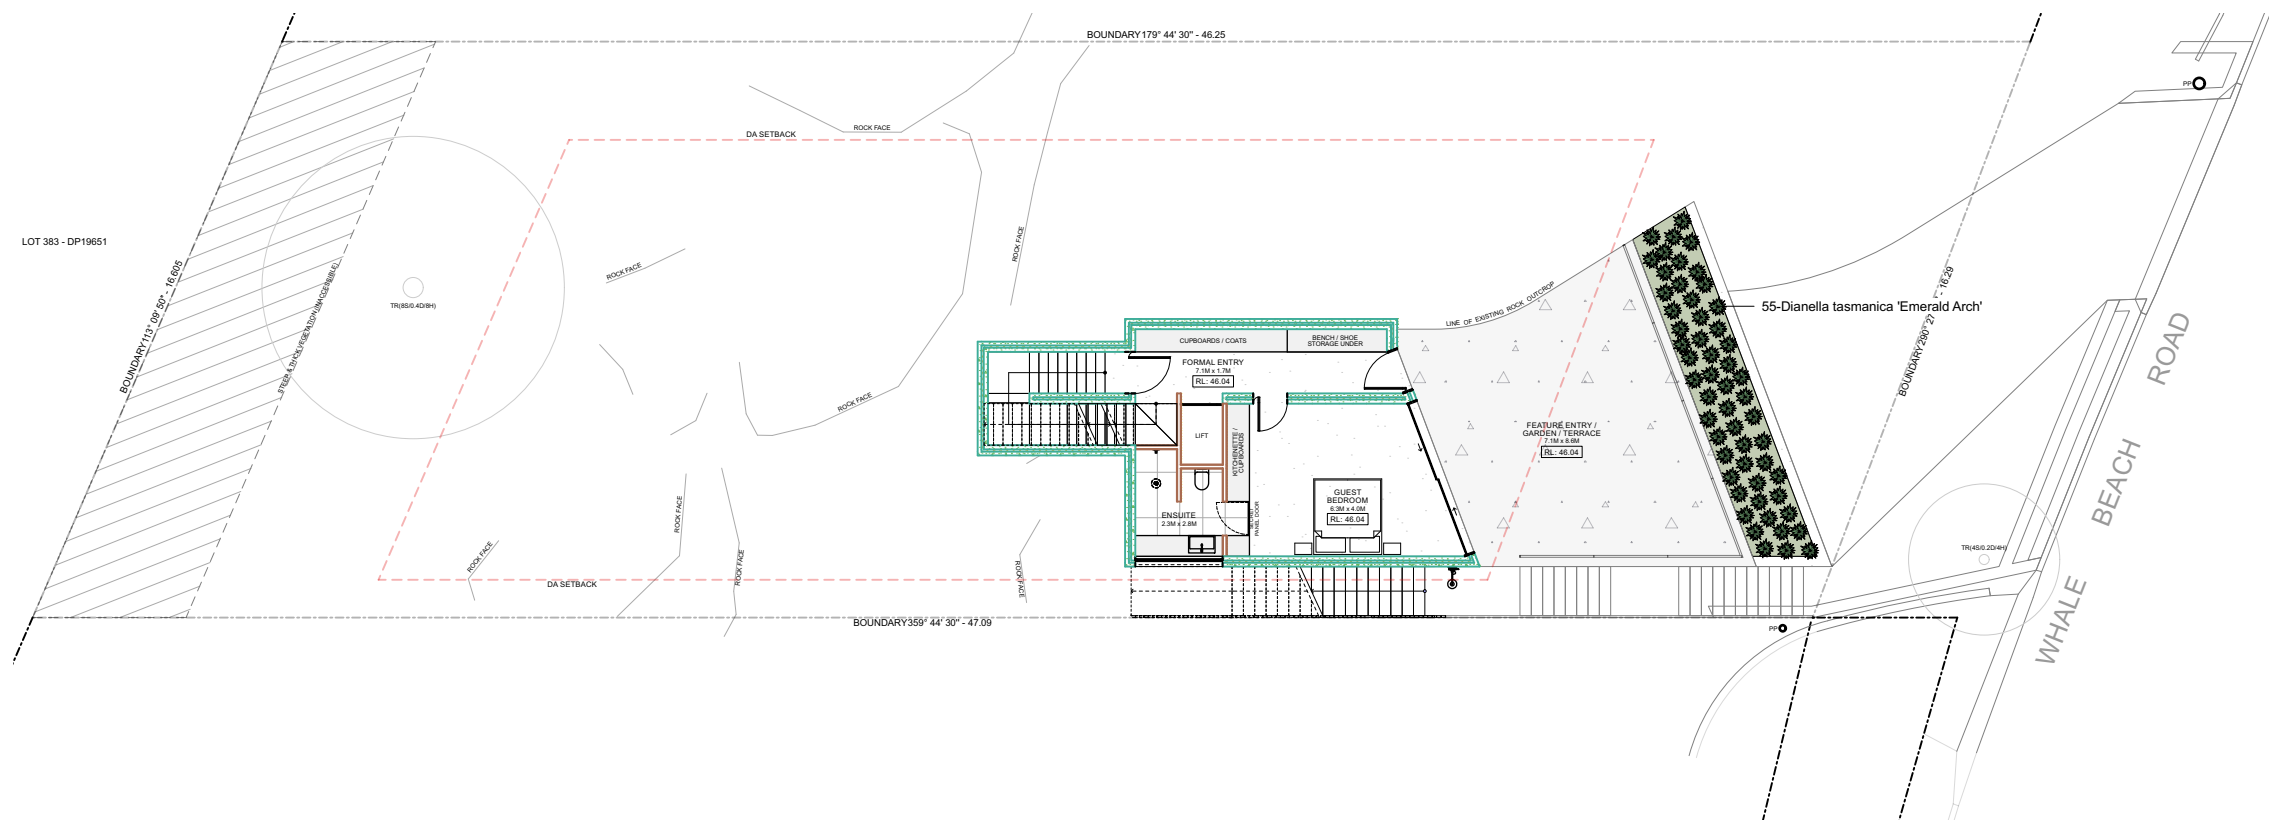 BOUNDARY 179° 44' 30" - 46.25
PP
DA SETBACK
ROCK FACE
LOT 383 - DP19651
BOUNDARY 113° 09' 50" - 16.605
STEEP & THICK VEGETATION (INACCESSIBLE)
TR(8S/0.4D/8H)
ROCK FACE
ROCK FACE
ROCK FACE
LINE OF EXISTING ROCK OUTCROP
55-Dianella tasmanica 'Emerald Arch'
BOUNDARY 290° 27' - 16.29
CUPBOARDS / COATS
BENCH / SHOE
STORAGE UNDER
FORMAL ENTRY
7.1M x 1.7M
RL: 46.04
LIFT
KITCHENETTE /
CUPBOARDS
FEATURE ENTRY /
GARDEN / TERRACE
7.1M x 8.6M
RL: 46.04
GUEST
BEDROOM
6.3M x 4.0M
RL: 46.04
ENSUITE
2.3M x 2.8M
PANEL DOOR
ROCK FACE
ROCK FACE
ROCK FACE
ROCK FACE
DA SETBACK
BOUNDARY 359° 44' 30" - 47.09
TR(4S/0.2D/4H)
PP
WHALE BEACH ROAD